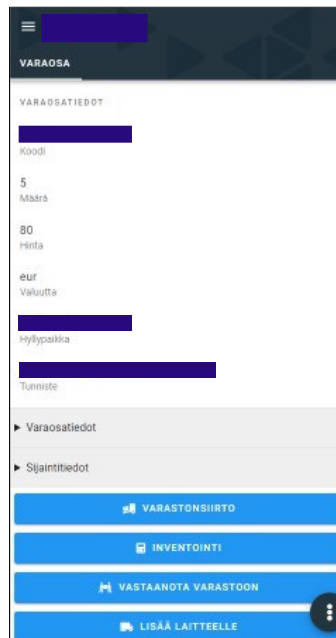 VARAOSA
VARAOSATIEDOT
Koodi
5
Määrä
80
Hinta
eur
Valuutta
Hyllypaikka
Tunniste
Varaosatiedot
Sijaintitiedot
VARASTONSIIRTO
INVENTOINTI
VASTAANOTA VARASTOON
LISÄÄ LAITTEELLE